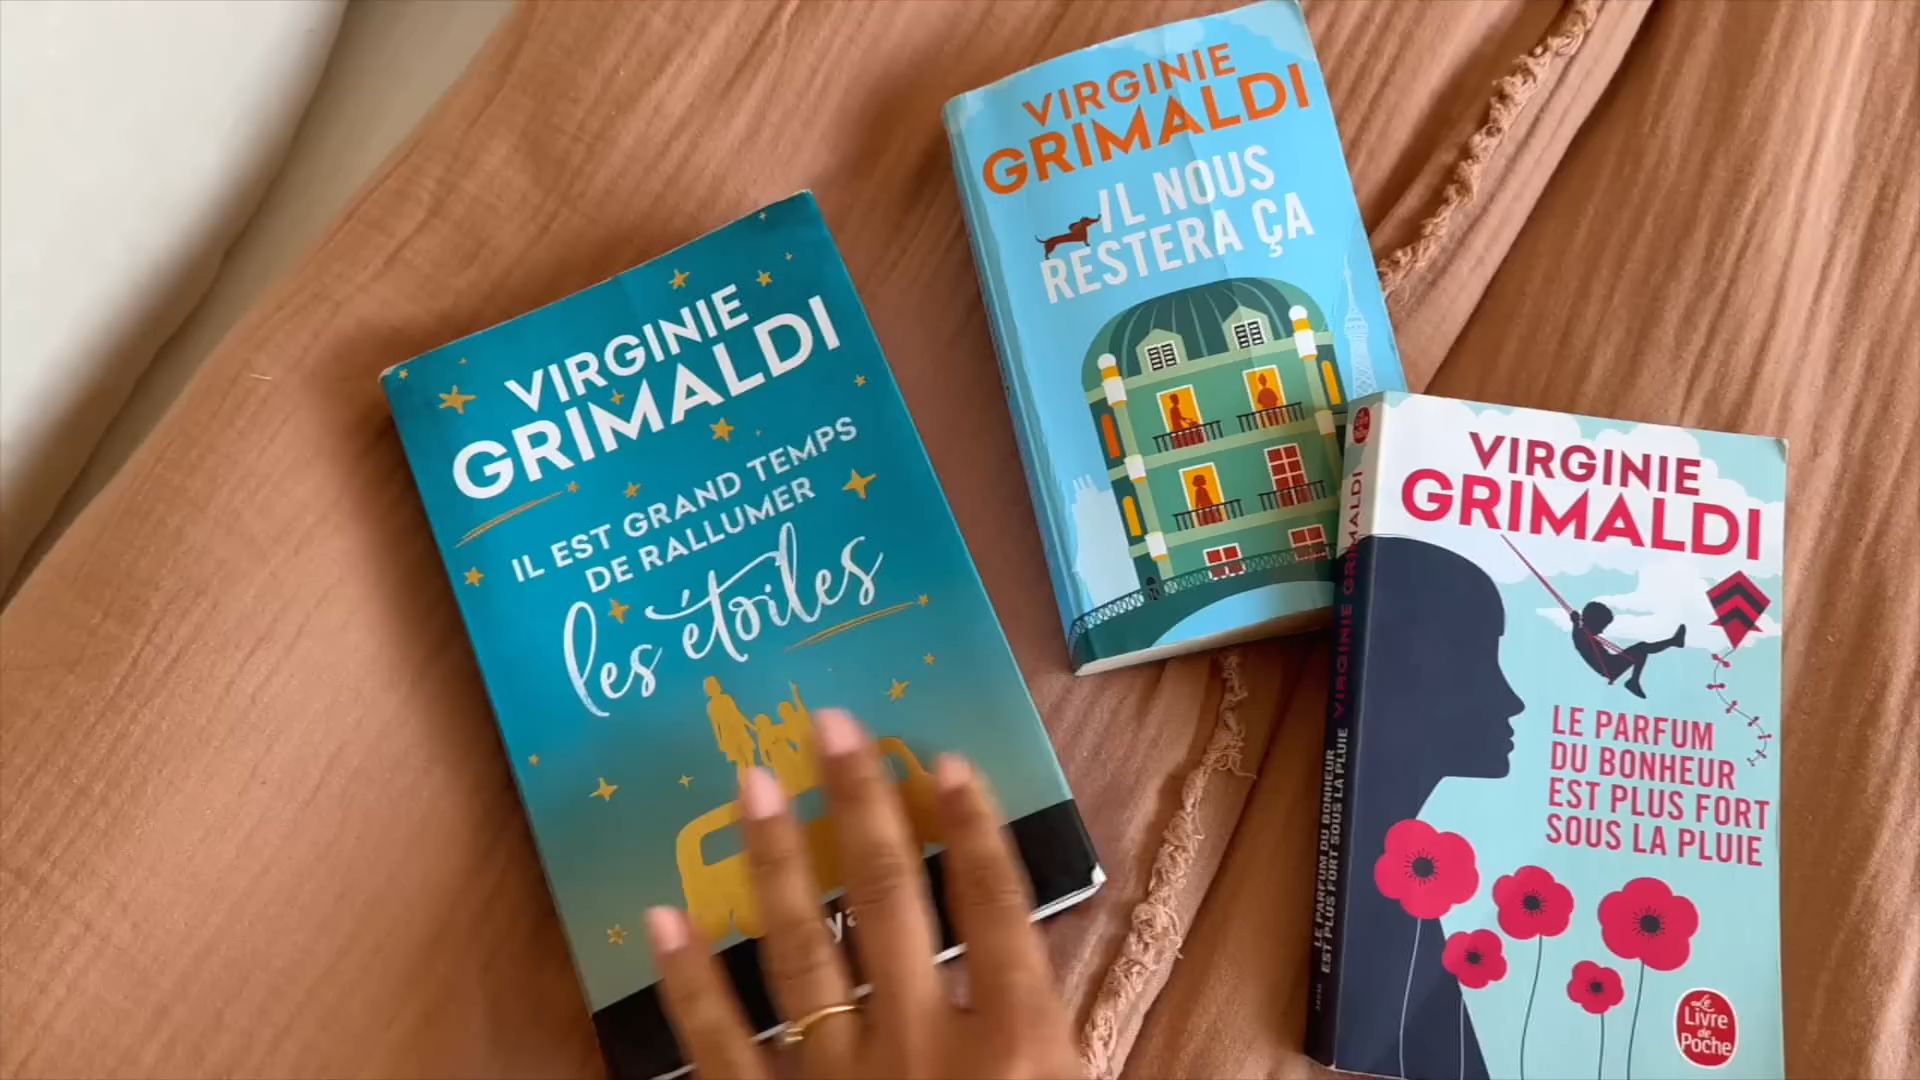 VIRGINIE
GRIMALDI
IL EST GRAND TEMPS
DE RALLUMER
les étoiles
VIRGINIE
GRIMALDI
IL NOUS
RESTERA ÇA
VIRGINIE
GRIMALDI
LE PARFUM
DU BONHEUR
EST PLUS FORT
SOUS LA PLUIE
Le
Livre
de
Poche
VIRGINIE GRIMALDI
LE PARFUM DU BONHEUR
EST PLUS FORT SOUS LA PLUIE